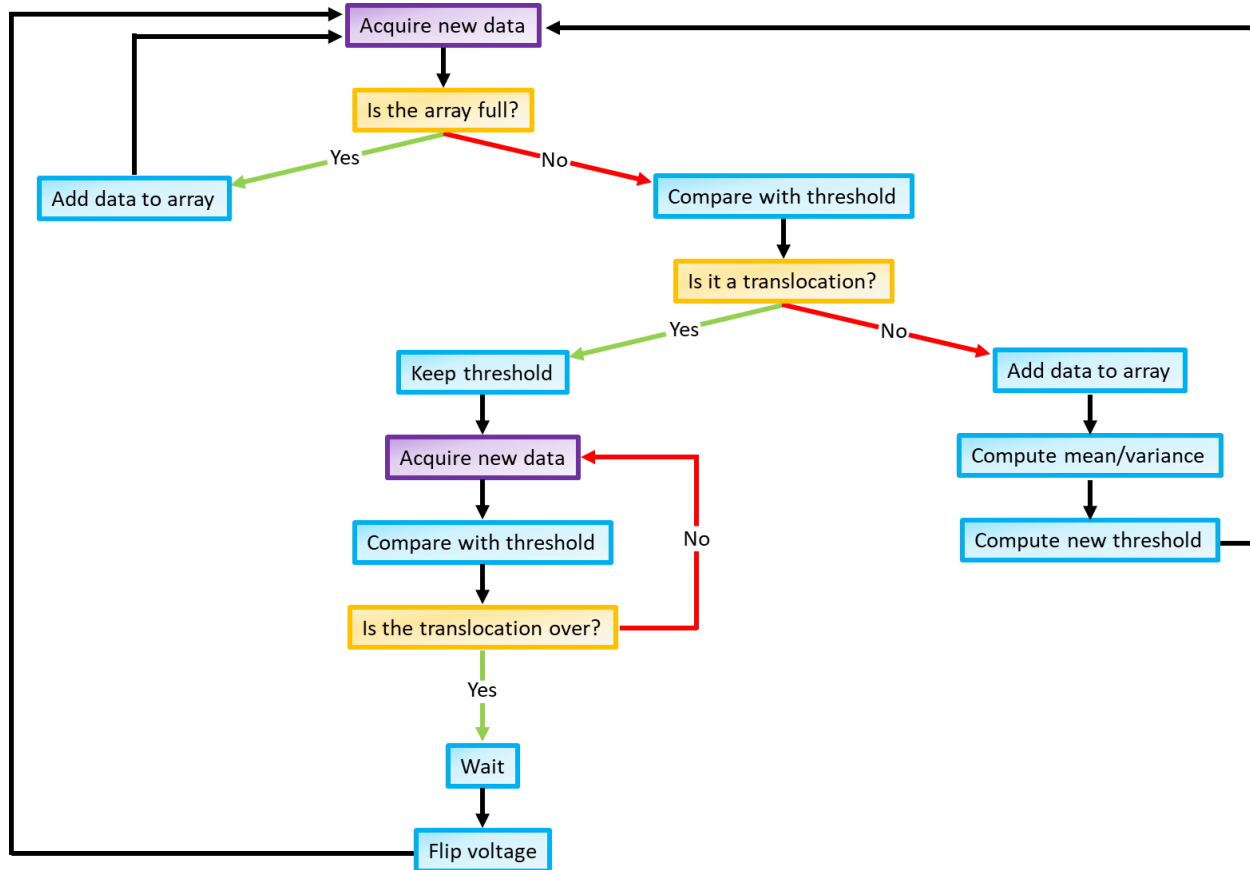 Acquire new data
Is the array full?
Yes
No
Add data to array
Compare with threshold
Is it a translocation?
Yes
No
Keep threshold
Add data to array
Acquire new data
Compute mean/variance
Compare with threshold
No
Compute new threshold
Is the translocation over?
Yes
Wait
Flip voltage